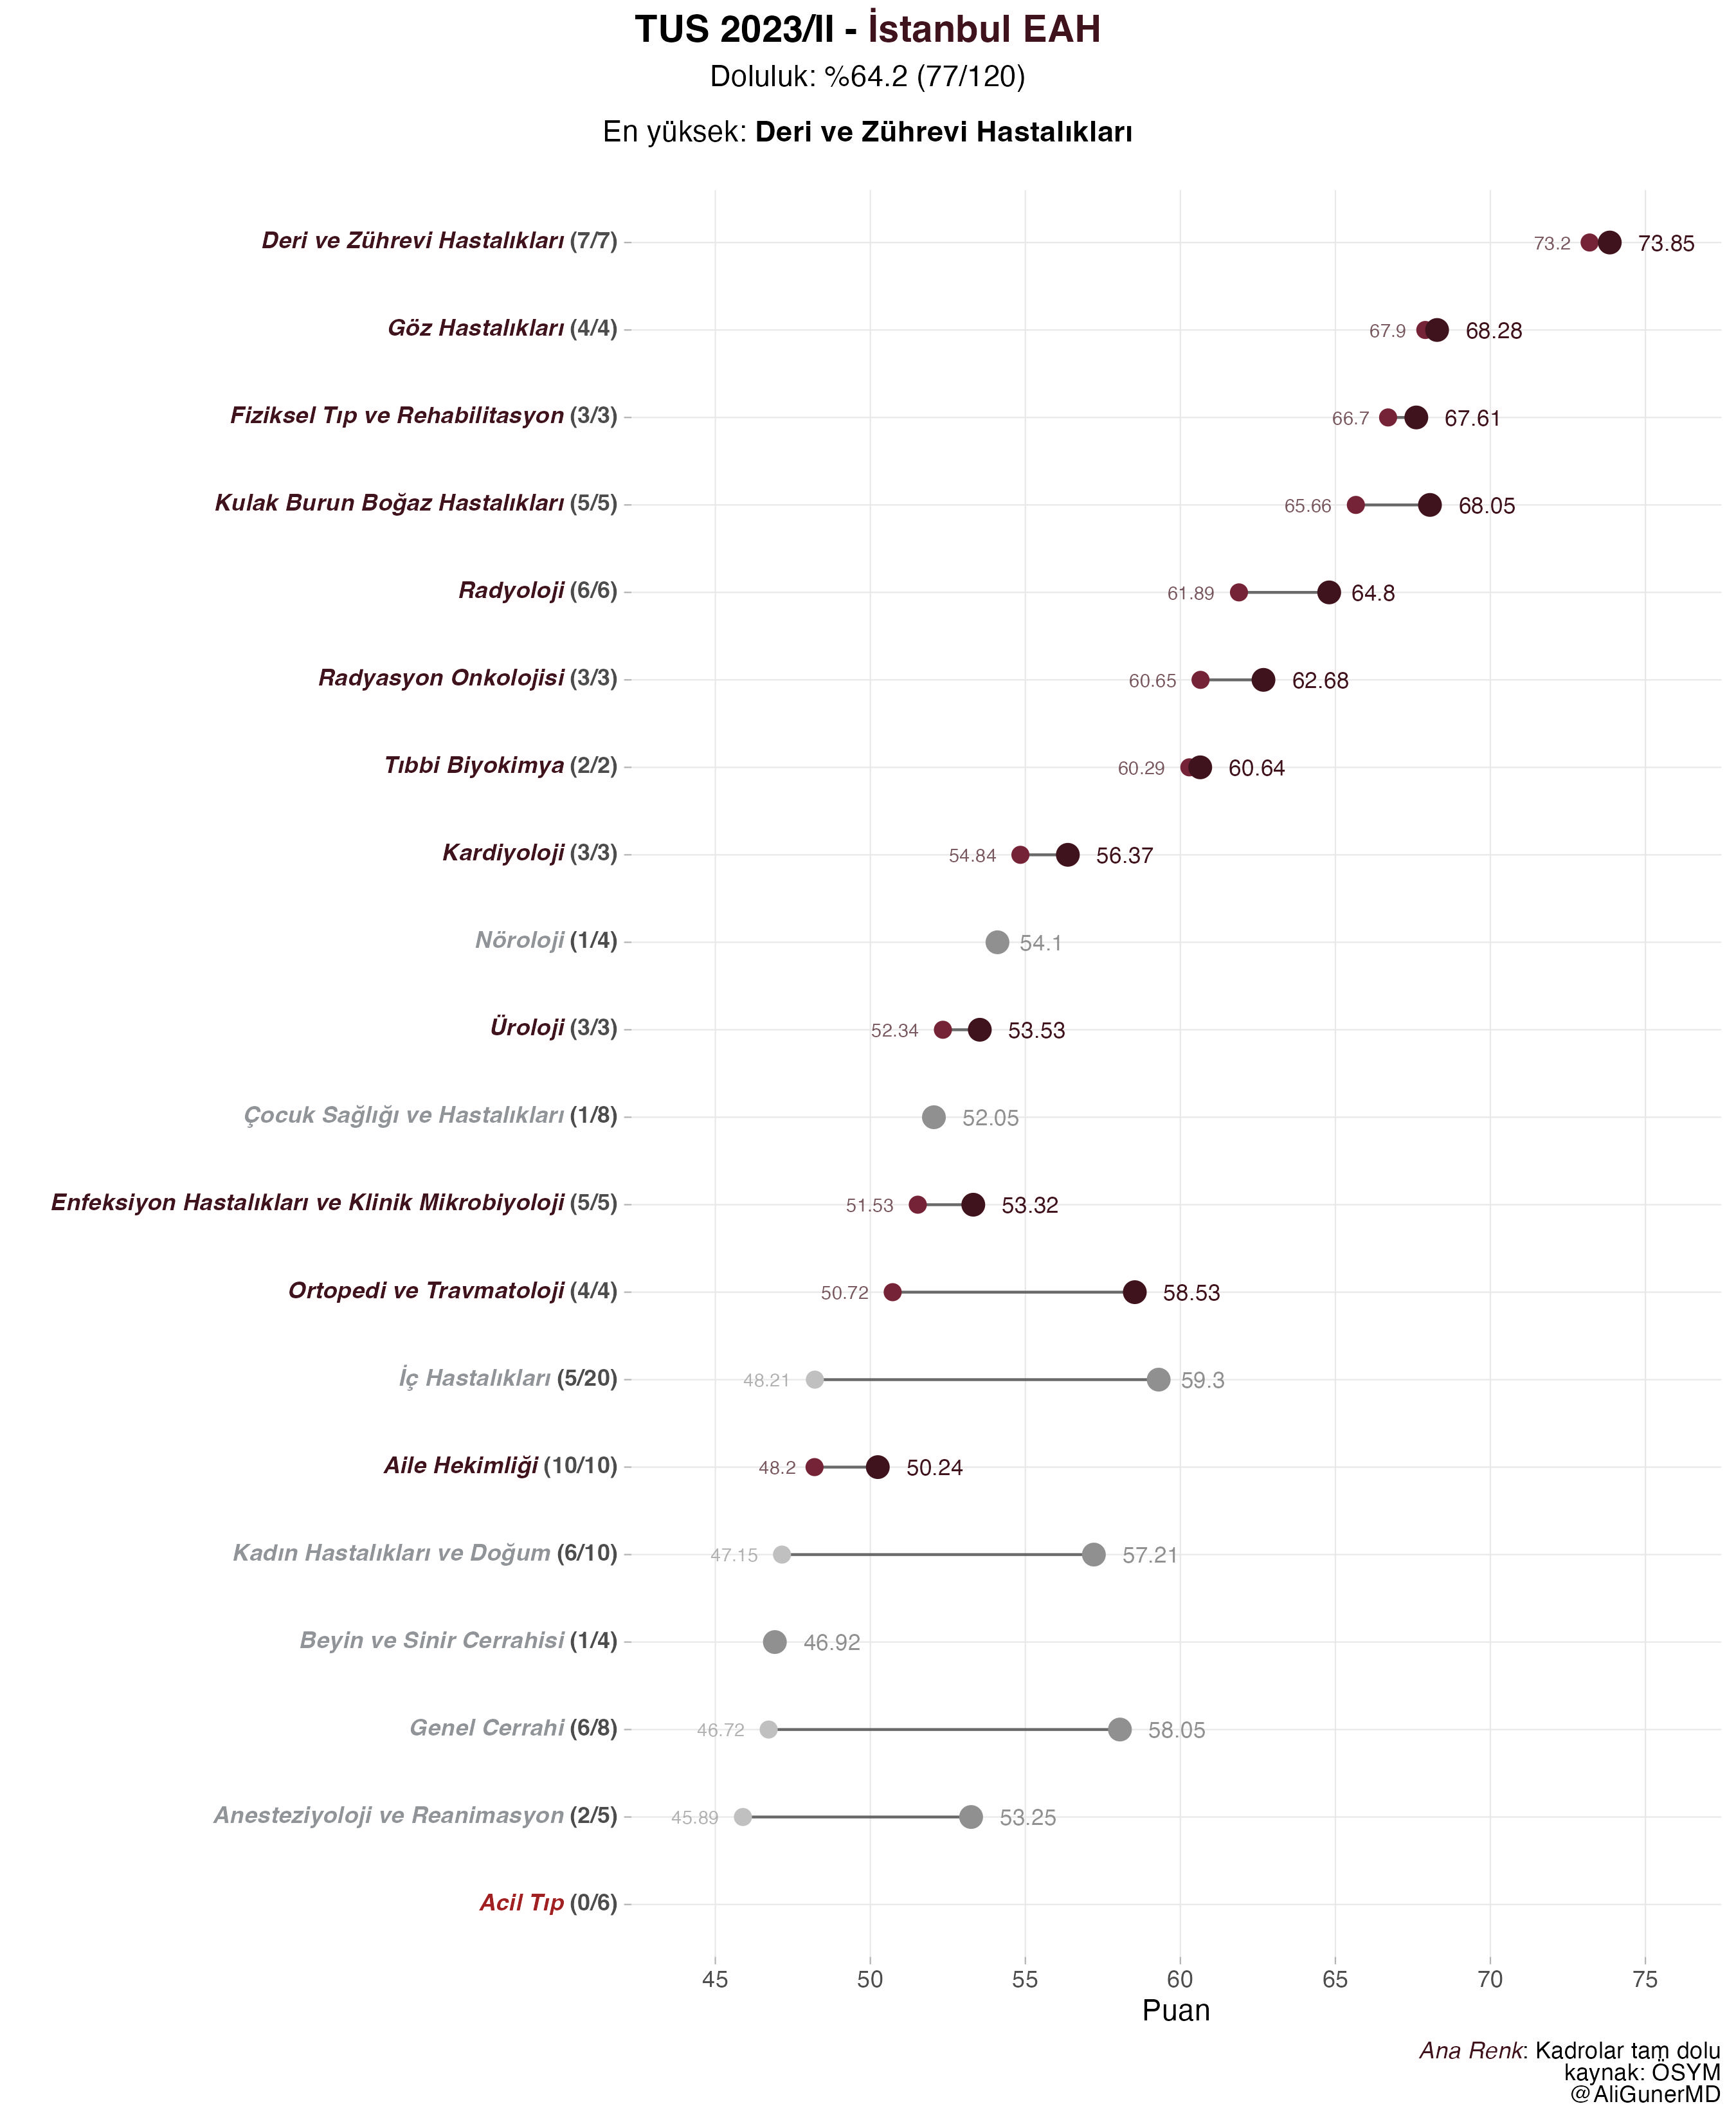 TUS 2023/II - İstanbul EAH
Doluluk: %64.2 (77/120)
En yüksek: Deri ve Zührevi Hastalıkları
Deri ve Zührevi Hastalıkları (7/7) 73.2 73.85
Göz Hastalıkları (4/4) 67.9 68.28
Fiziksel Tıp ve Rehabilitasyon (3/3) 66.7 67.61
Kulak Burun Boğaz Hastalıkları (5/5) 65.66 68.05
Radyoloji (6/6) 61.89 64.8
Radyasyon Onkolojisi (3/3) 60.65 62.68
Tıbbi Biyokimya (2/2) 60.29 60.64
Kardiyoloji (3/3) 54.84 56.37
Nöroloji (1/4) 54.1
Üroloji (3/3) 52.34 53.53
Çocuk Sağlığı ve Hastalıkları (1/8) 52.05
Enfeksiyon Hastalıkları ve Klinik Mikrobiyoloji (5/5) 51.53 53.32
Ortopedi ve Travmatoloji (4/4) 50.72 58.53
İç Hastalıkları (5/20) 48.21 59.3
Aile Hekimliği (10/10) 48.2 50.24
Kadın Hastalıkları ve Doğum (6/10) 47.15 57.21
Beyin ve Sinir Cerrahisi (1/4) 46.92
Genel Cerrahi (6/8) 46.72 58.05
Anesteziyoloji ve Reanimasyon (2/5) 45.89 53.25
Acil Tıp (0/6)
45 50 55 60 65 70 75
Puan
Ana Renk: Kadrolar tam dolu
kaynak: ÖSYM
@AliGunerMD